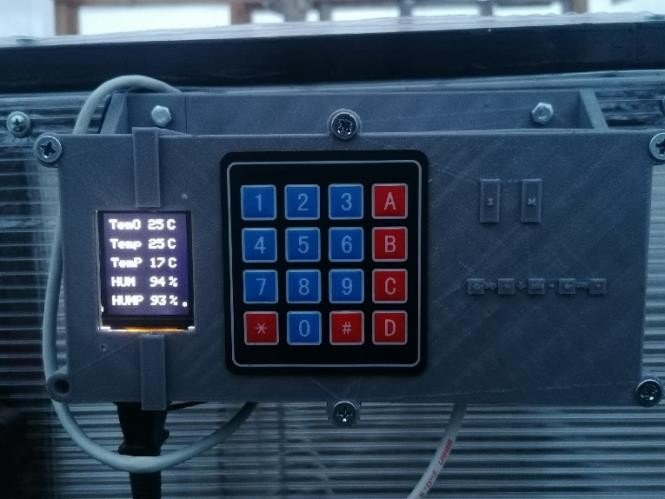 TemO 25 C
Temp 25 C
TemP 17 C
HUM 94 %
HUMP 93 %
1 2 3 A
4 5 6 B
7 8 9 C
* 0 # D
S M